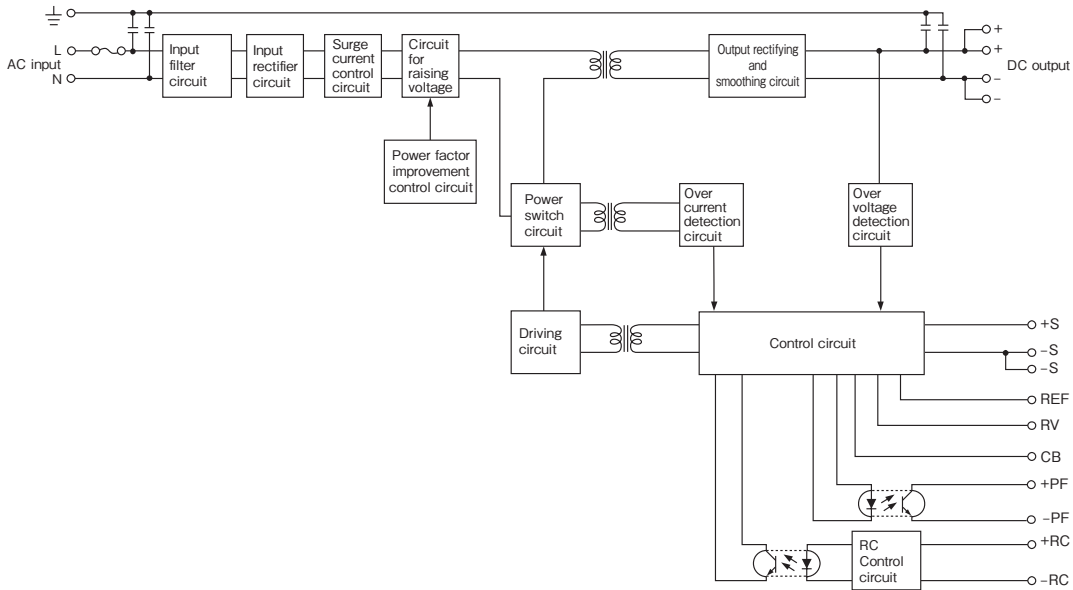 L
AC input
N
Input
filter
circuit
Input
rectifier
circuit
Surge
current
control
circuit
Circuit
for
raising
voltage
Output rectifying
and
smoothing circuit
+
+
DC output
−
−
Power factor
improvement
control circuit
Power
switch
circuit
Over
current
detection
circuit
Over
voltage
detection
circuit
Driving
circuit
Control circuit
+S
−S
−S
REF
RV
CB
+PF
−PF
RC
Control
circuit
+RC
−RC